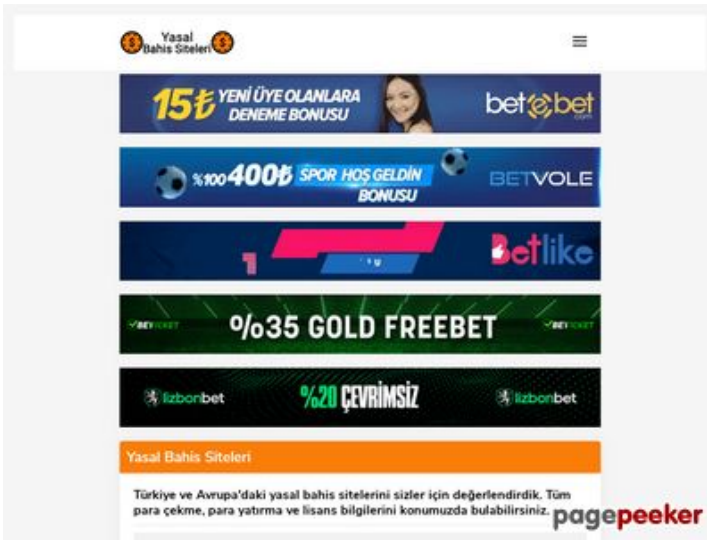 Yasal
Bahis Siteleri
15₺ YENİ ÜYE OLANLARA
DENEME BONUSU
betebet
.com
%100 400₺ SPOR HOŞ GELDİN
BONUSU
BETVOLE
Betlike
%35 GOLD FREEBET
lizbonbet
%20 ÇEVRİMSİZ
lizbonbet
Yasal Bahis Siteleri
Türkiye ve Avrupa'daki yasal bahis sitelerini sizler için değerlendirdik. Tüm
para çekme, para yatırma ve lisans bilgilerini konumuzda bulabilirsiniz.
pagepeeker